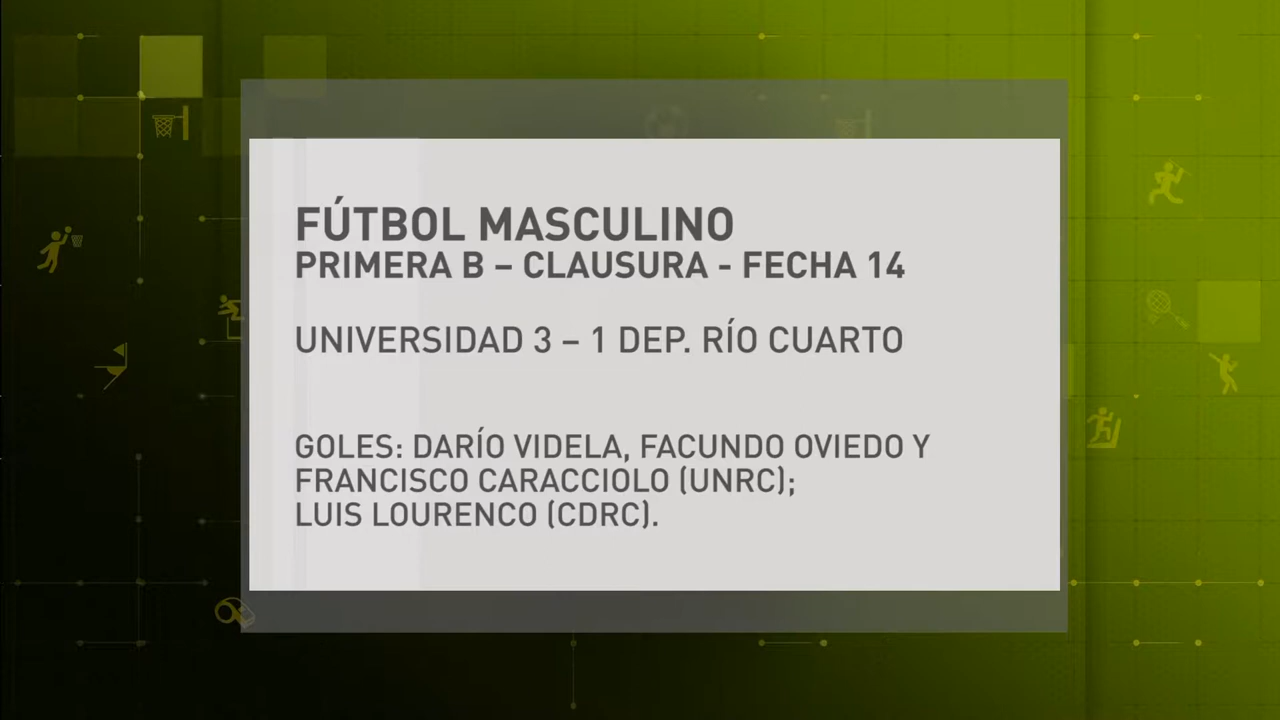 FÚTBOL MASCULINO
PRIMERA B – CLAUSURA - FECHA 14
UNIVERSIDAD 3 – 1 DEP. RÍO CUARTO
GOLES: DARÍO VIDELA, FACUNDO OVIEDO Y
FRANCISCO CARACCIOLO (UNRC);
LUIS LOURENCO (CDRC).